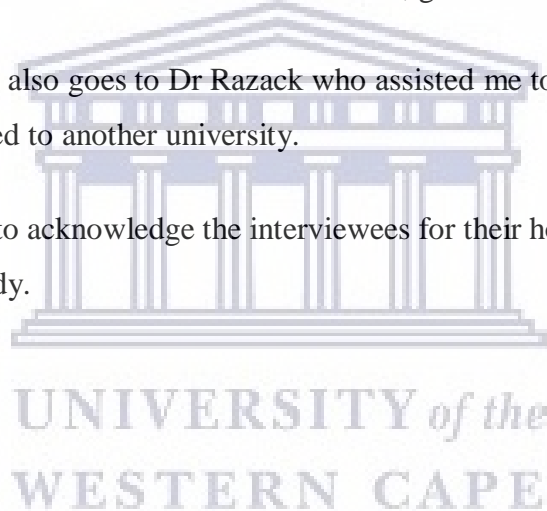 also goes to Dr Razack who assisted me to
ed to another university.
to acknowledge the interviewees for their
dy.
UNIVERSITY of the
WESTERN CAPE